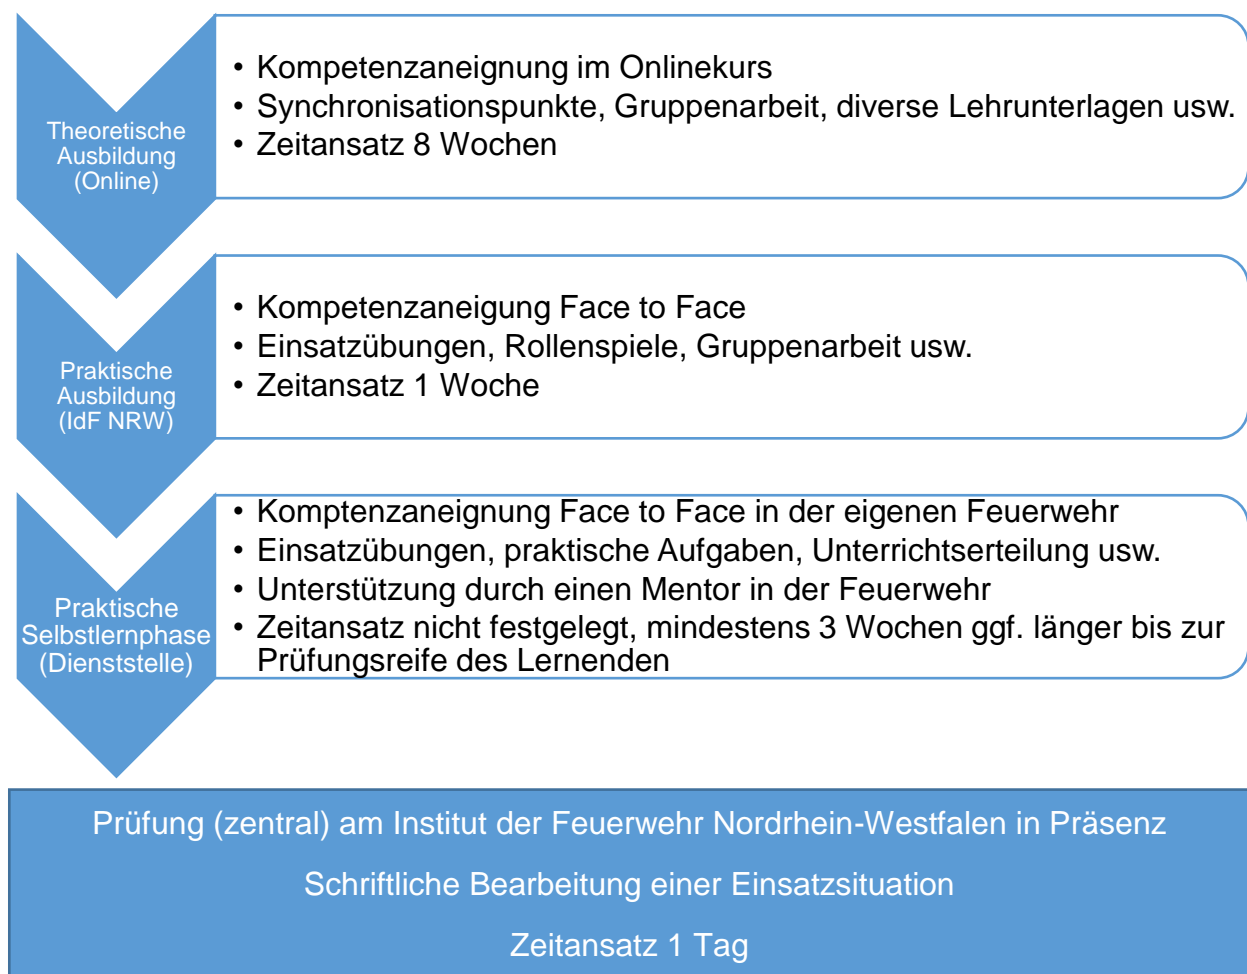 Theoretische
Ausbildung
(Online)
• Kompetenzaneignung im Onlinekurs
• Synchronisationspunkte, Gruppenarbeit, diverse Lehrunterlagen usw.
• Zeitansatz 8 Wochen
Praktische
Ausbildung
(IdF NRW)
• Kompetenzaneigung Face to Face
• Einsatzübungen, Rollenspiele, Gruppenarbeit usw.
• Zeitansatz 1 Woche
Praktische
Selbstlernphase
(Dienststelle)
• Komptenzaneignung Face to Face in der eigenen Feuerwehr
• Einsatzübungen, praktische Aufgaben, Unterrichtserteilung usw.
• Unterstützung durch einen Mentor in der Feuerwehr
• Zeitansatz nicht festgelegt, mindestens 3 Wochen ggf. länger bis zur
Prüfungsreife des Lernenden
Prüfung (zentral) am Institut der Feuerwehr Nordrhein-Westfalen in Präsenz
Schriftliche Bearbeitung einer Einsatzsituation
Zeitansatz 1 Tag